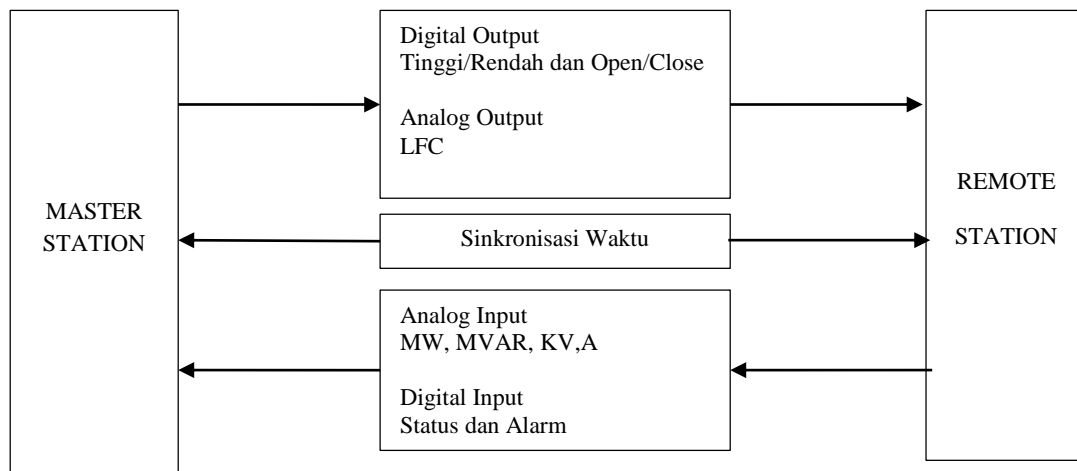 MASTER
STATION
Digital Output
Tinggi/Rendah dan Open/Close
Analog Output
LFC
Sinkronisasi Waktu
Analog Input
MW, MVAR, KV,A
Digital Input
Status dan Alarm
REMOTE
STATION